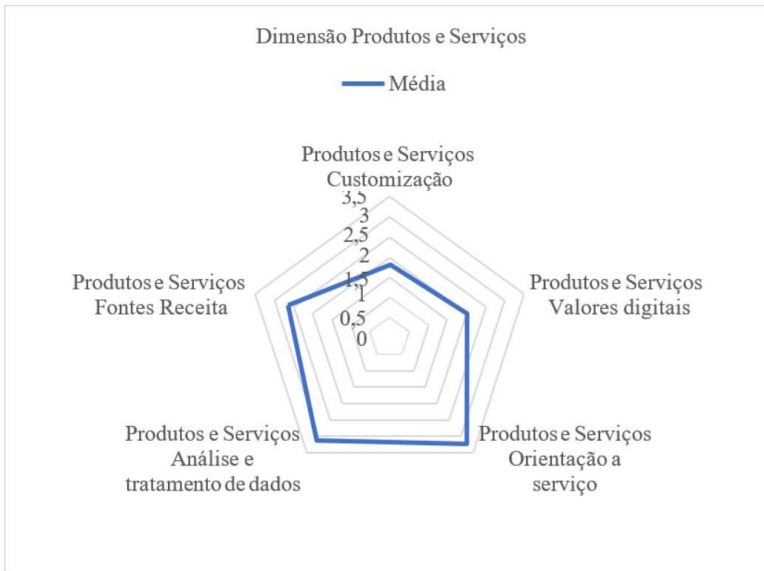 Dimensão Produtos e Serviços
Média
Produtos e Serviços
Customização
3,5
3
2,5
2
1,5
1
0,5
0
Produtos e Serviços
Valores digitais
Produtos e Serviços
Orientação a
serviço
Produtos e Serviços
Análise e
tratamento de dados
Produtos e Serviços
Fontes Receita